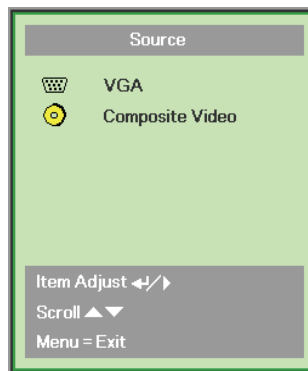 Source
VGA
Composite Video
Item Adjust ↵/▶
Scroll ▲▼
Menu = Exit